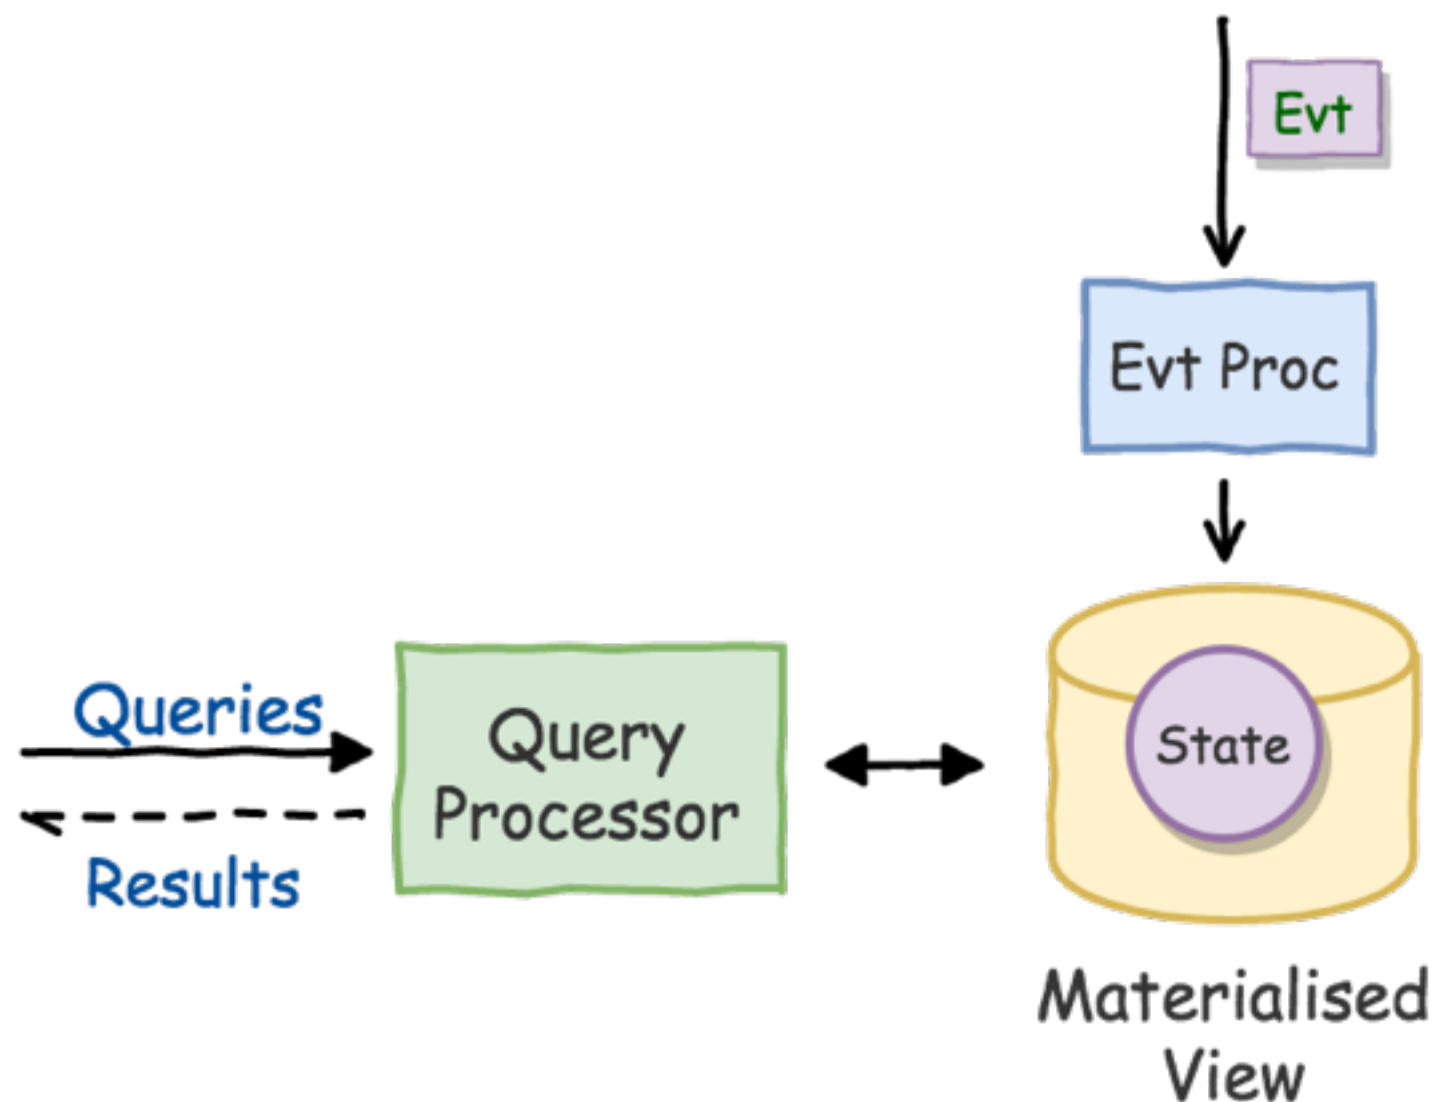 Evt
Evt Proc
Queries
Results
Query
Processor
State
Materialised
View